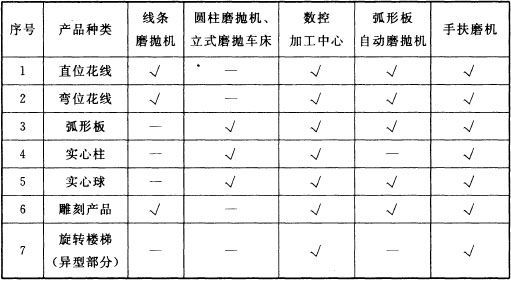 序号 产品种类 线条磨抛机 圆柱磨抛机、立式磨抛车床 数控加工中心 弧形板自动磨抛机 手扶磨机
1 直位花线 √ — √ √ √
2 弯位花线 √ — √ √ √
3 弧形板 — √ √ √ √
4 实心柱 — √ √ — √
5 实心球 — √ √ √ √
6 雕刻产品 √ — √ √ √
7 旋转楼梯（异型部分） — — √ — √